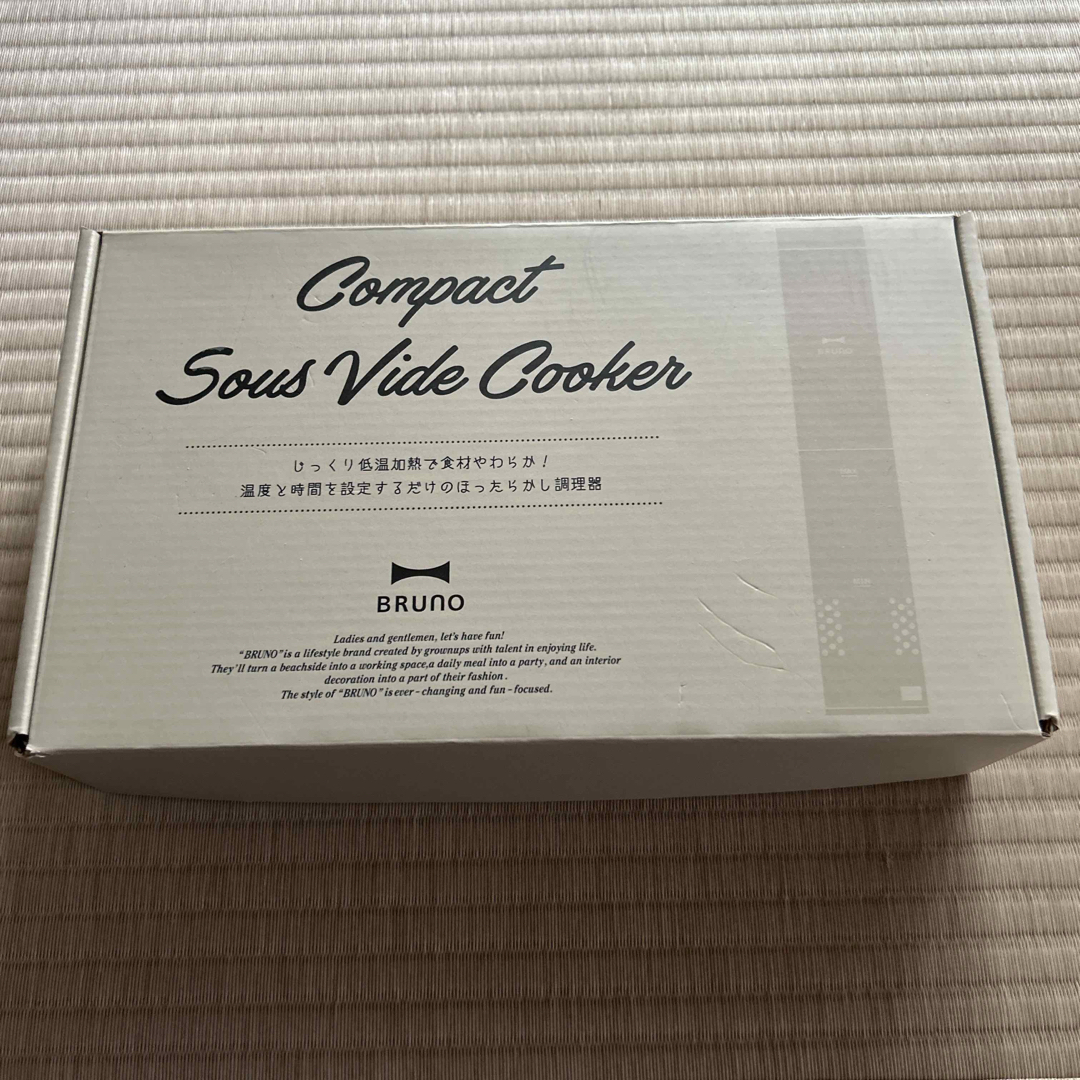 Compact
Sous Vide Cooker
じっくり低温加熱で食材やわらか！
温度と時間を設定するだけのほったらかし調理器
BRUNO
Ladies and gentlemen, let's have fun!
“BRUNO” is a lifestyle brand created by grownups with talent in enjoying life.
They'll turn a beachside into a working space,a daily meal into a party, and an interior
decoration into a part of their fashion.
The style of “BRUNO” is ever-changing and fun-focused.
BRUNO